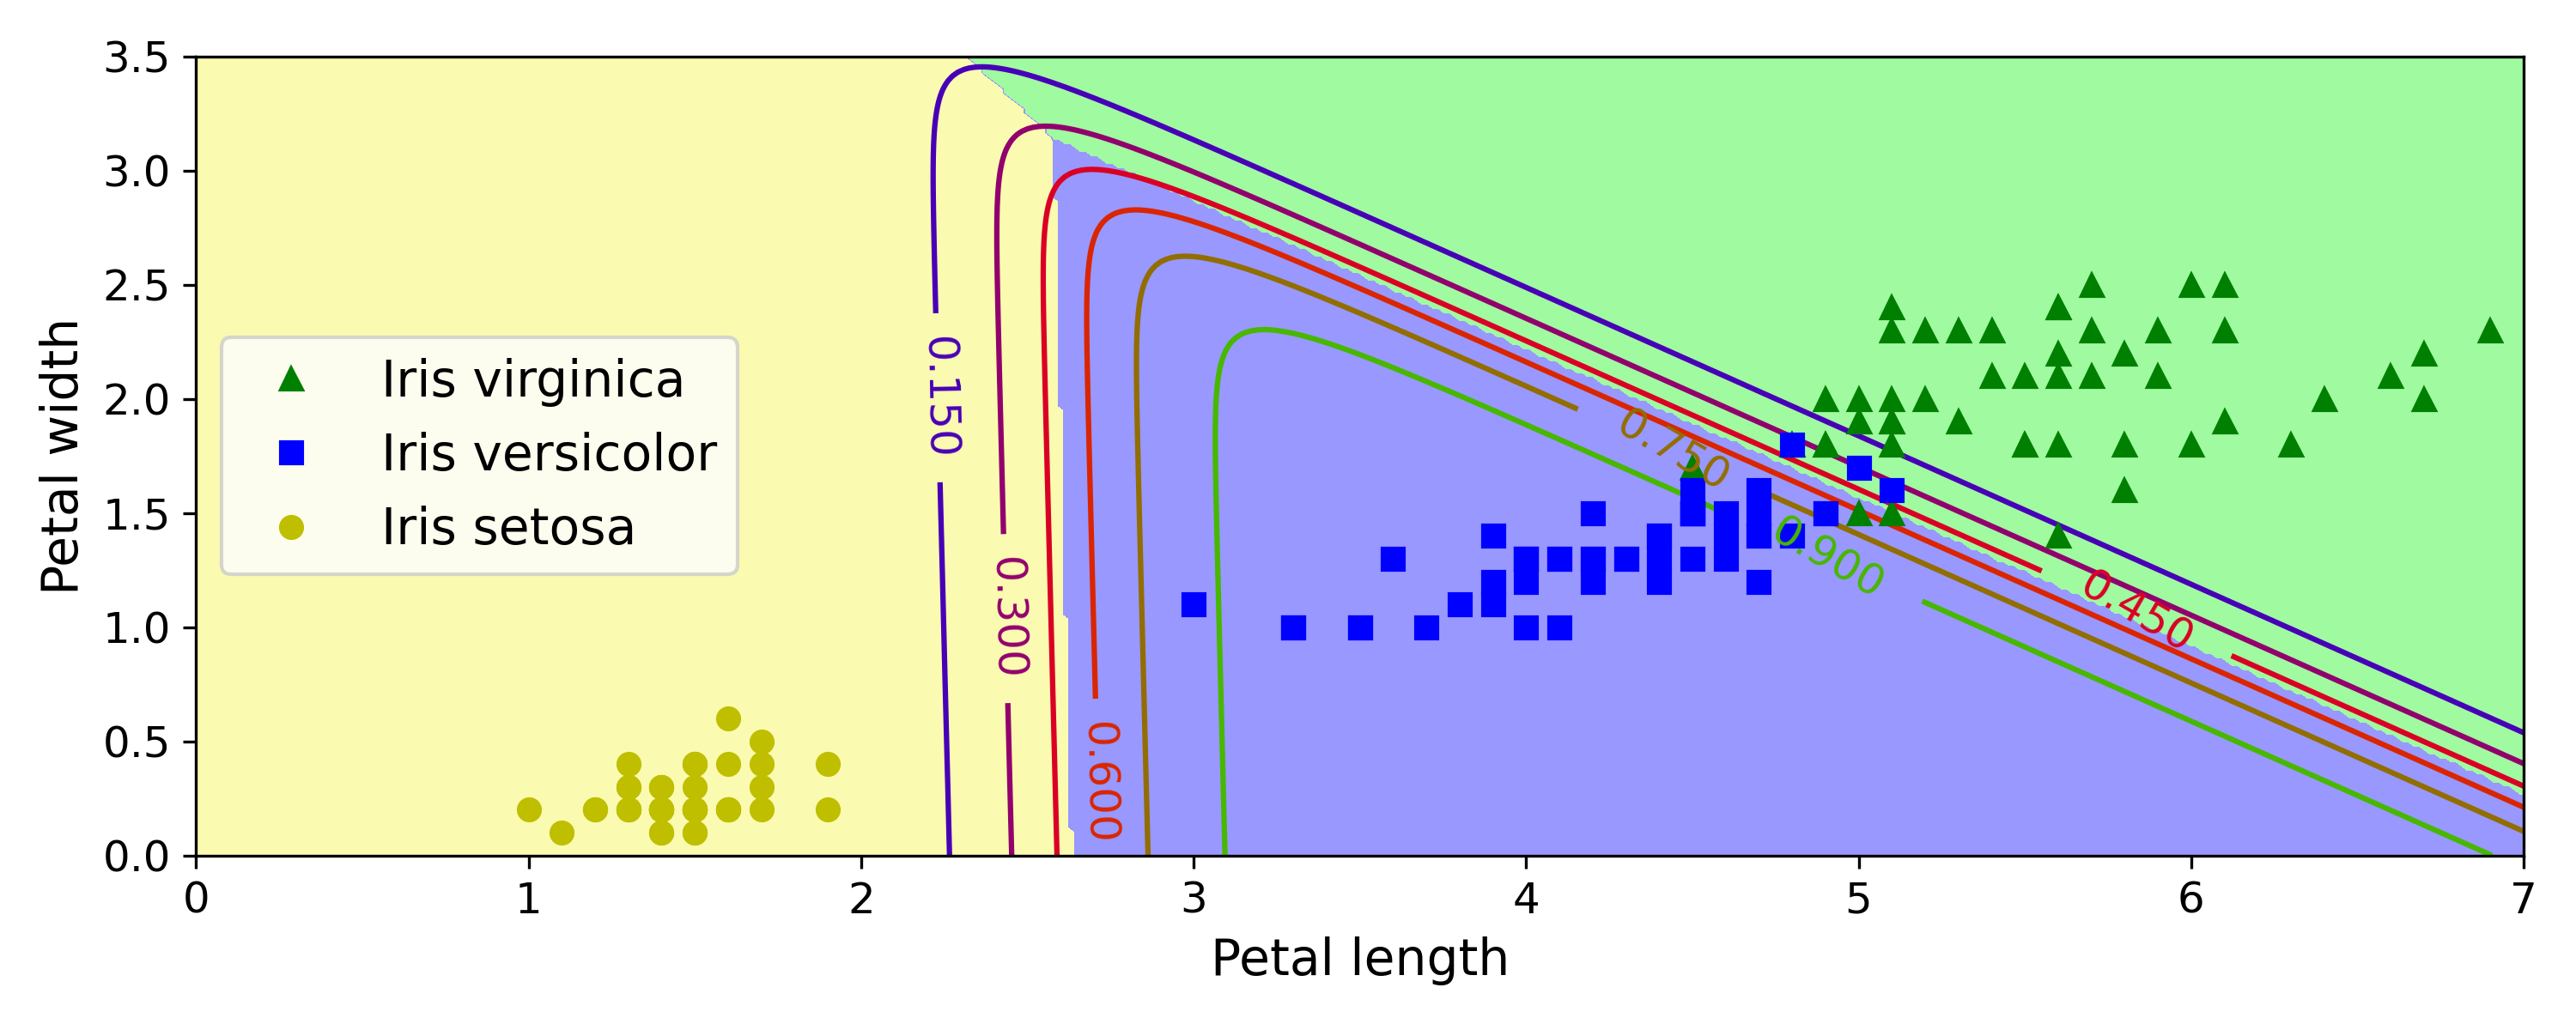 3.5
3.0
2.5
2.0
1.5
1.0
0.5
0.0
Petal width
Iris virginica
Iris versicolor
Iris setosa
0.150
0.300
0.600
0.750
0.900
0.450
0 1 2 3 4 5 6 7
Petal length